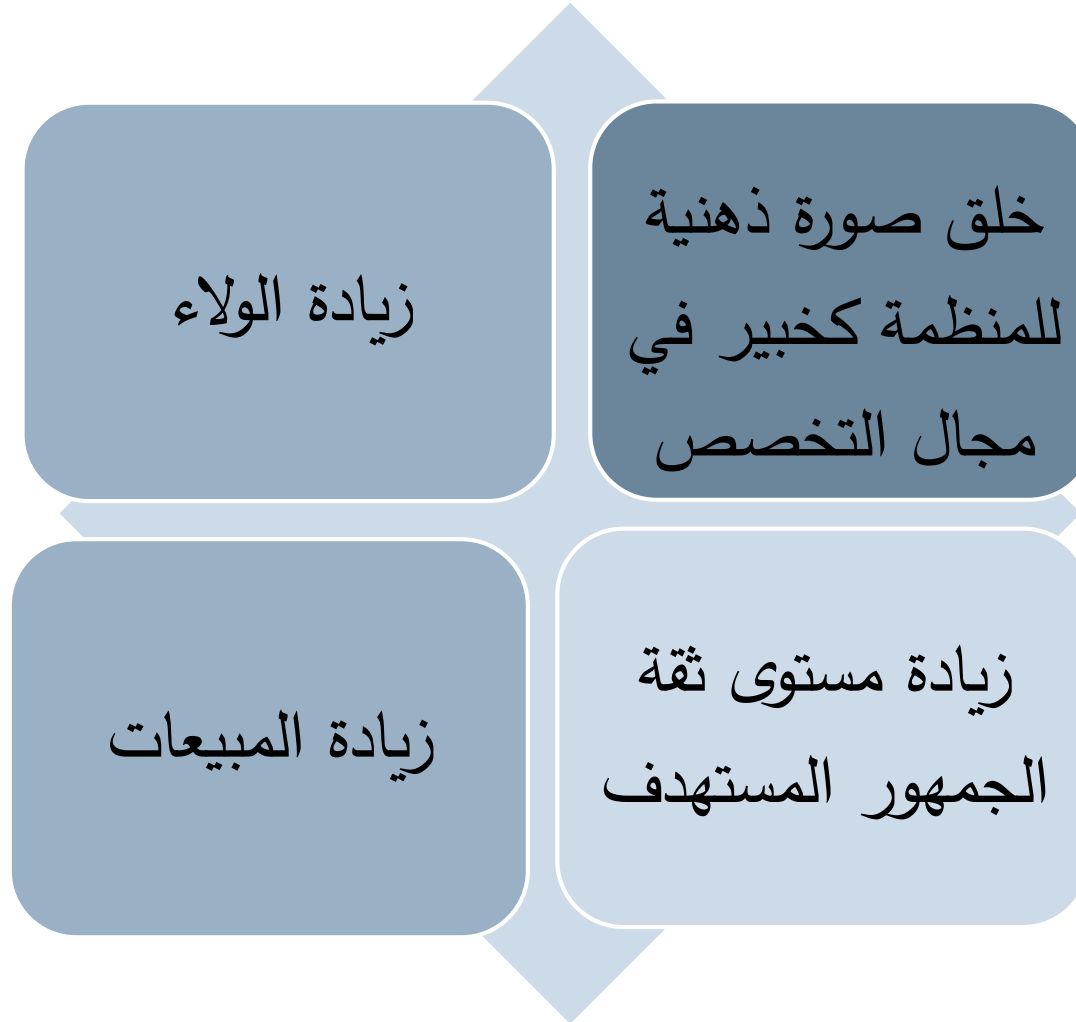 خلق صورة ذهنية
للمنظمة كخبير في
مجال التخصص
زيادة الولاء
زيادة مستوى ثقة
الجمهور المستهدف
زيادة المبيعات